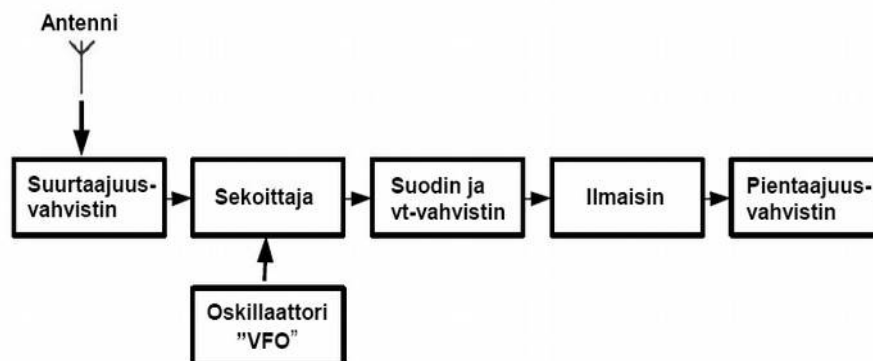 Antenni
Suurtaajuus-
vahvistin
Sekoittaja
Suodin ja
vt-vahvistin
Ilmaisin
Pientaajuus-
vahvistin
Oskillaattori
”VFO”